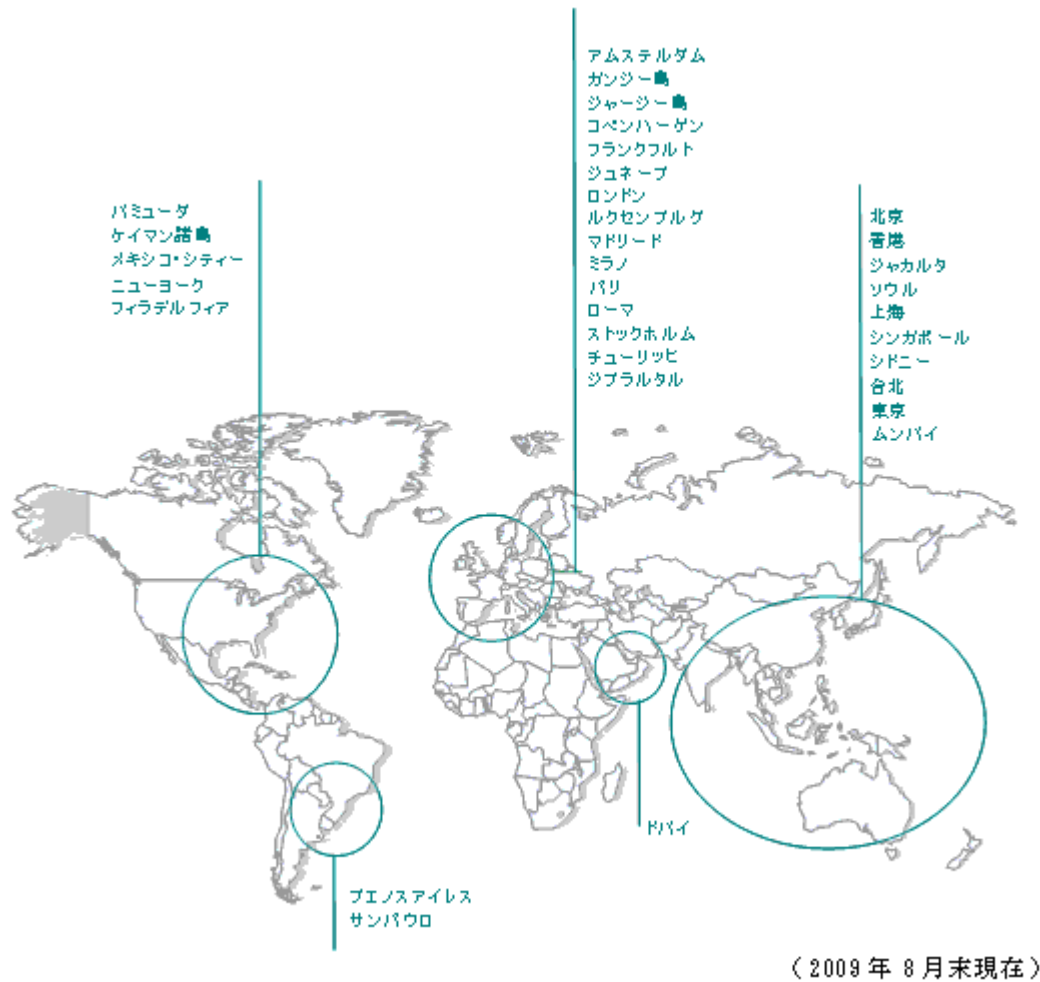 アムステルダム
ガンジー島
ジャージー島
コペンハーゲン
フランクフルト
ジュネーブ
ロンドン
ルクセンブルグ
マドリード
ミラノ
パリ
ローマ
ストックホルム
チューリッヒ
ジブラルタル
バミューダ
ケイマン諸島
メキシコ・シティー
ニューヨーク
フィラデルフィア
北京
香港
ジャカルタ
ソウル
上海
シンガポール
シドニー
台北
東京
ムンバイ
ドバイ
ブエノスアイレス
サンパウロ
(2009年8月末現在)